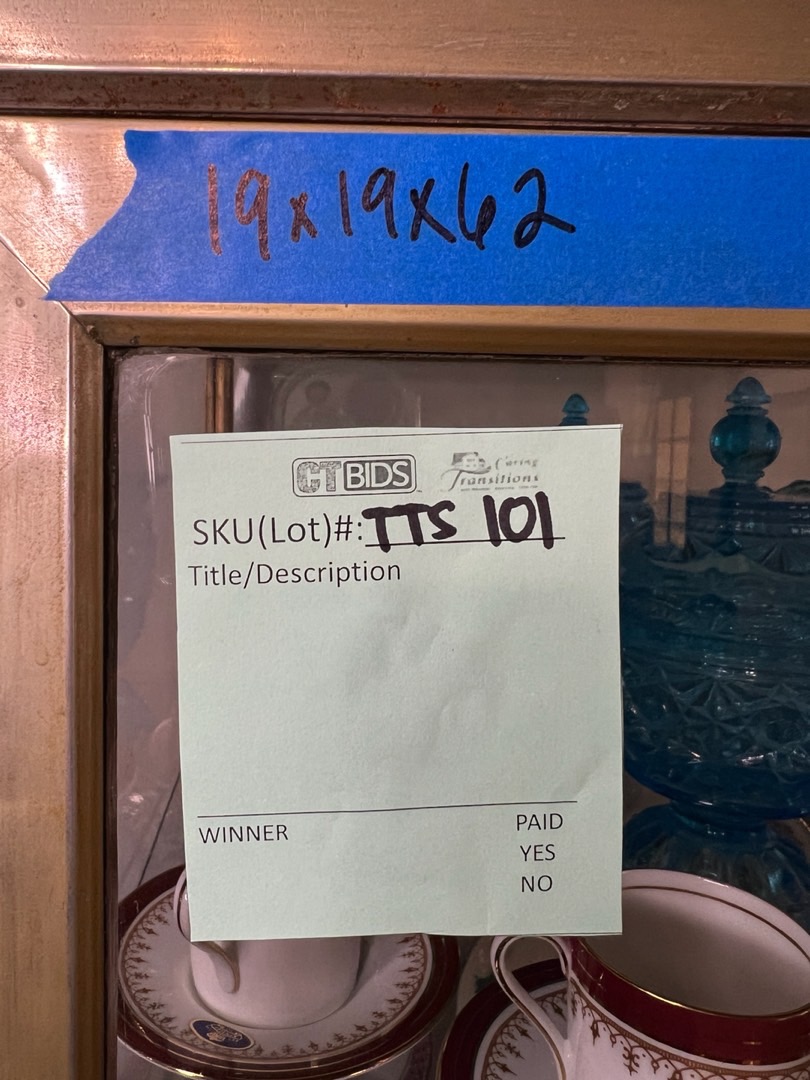 19x19x62
CTBIDS
Caring
Transitions
SKU(Lot)#: TTS 101
Title/Description
WINNER
PAID
YES
NO